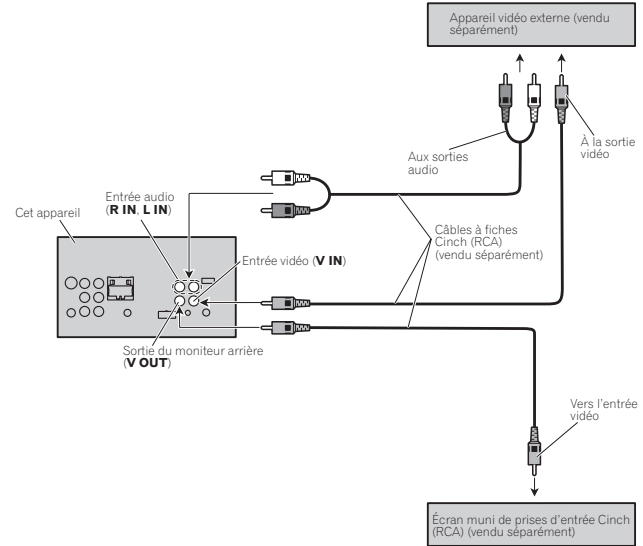 Appareil vidéo externe (vendu
séparément)
À la sortie
vidéo
Aux sorties
audio
Entrée audio
(R IN, L IN)
Cet appareil
Câbles à fiches
Cinch (RCA)
(vendu séparément)
Entrée vidéo (V IN)
Sortie du moniteur arrière
(V OUT)
Vers l'entrée
vidéo
Écran muni de prises d'entrée Cinch
(RCA) (vendu séparément)